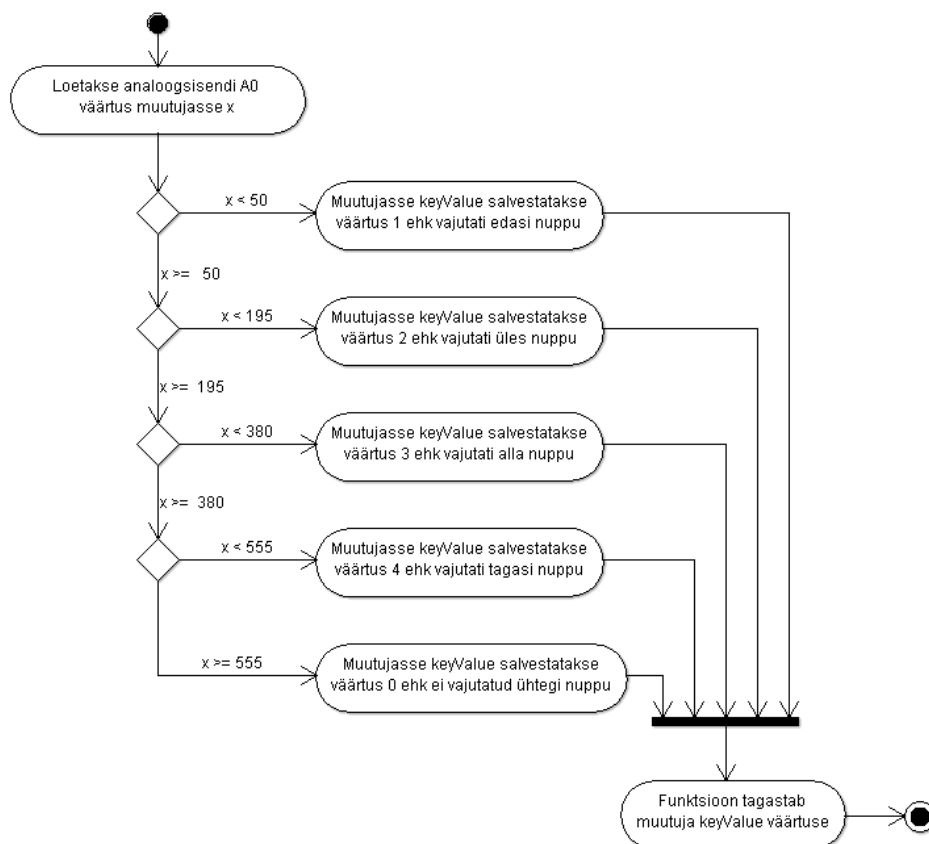 Loetakse analoogsisendi A0
väärtus muutujasse x
x < 50
Muutujasse keyValue salvestatakse
väärtus 1 ehk vajutati edasi nuppu
x >= 50
x < 195
Muutujasse keyValue salvestatakse
väärtus 2 ehk vajutati üles nuppu
x >= 195
x < 380
Muutujasse keyValue salvestatakse
väärtus 3 ehk vajutati alla nuppu
x >= 380
x < 555
Muutujasse keyValue salvestatakse
väärtus 4 ehk vajutati tagasi nuppu
x >= 555
Muutujasse keyValue salvestatakse
väärtus 0 ehk ei vajutatud ühtegi nuppu
Funktsioon tagastab
muutuja keyValue väärtuse